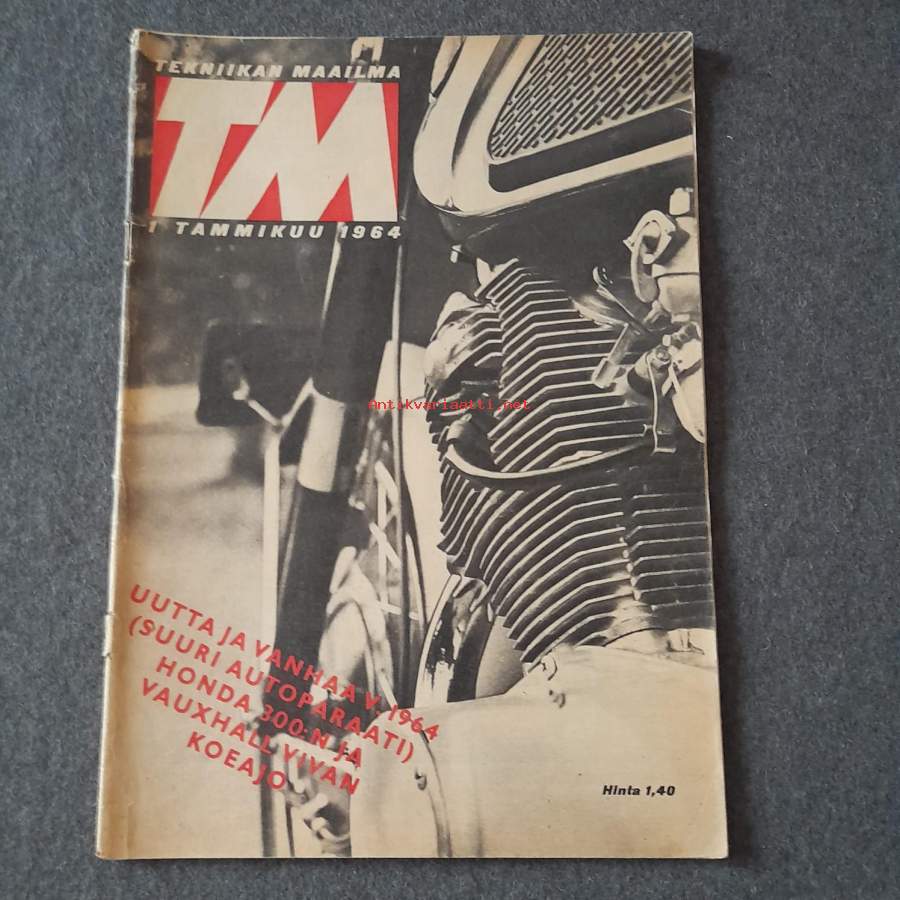 TEKNIIKAN MAAILMA
TM
1 TAMMIKUU 1964
Antikvariaatti.net
UUTTA JA VANHAA V. 1964
(SUURI AUTOPARAATI)
HONDA 300:N JA
VAUXHALL VIVAN
KOEAJO
Hinta 1,40